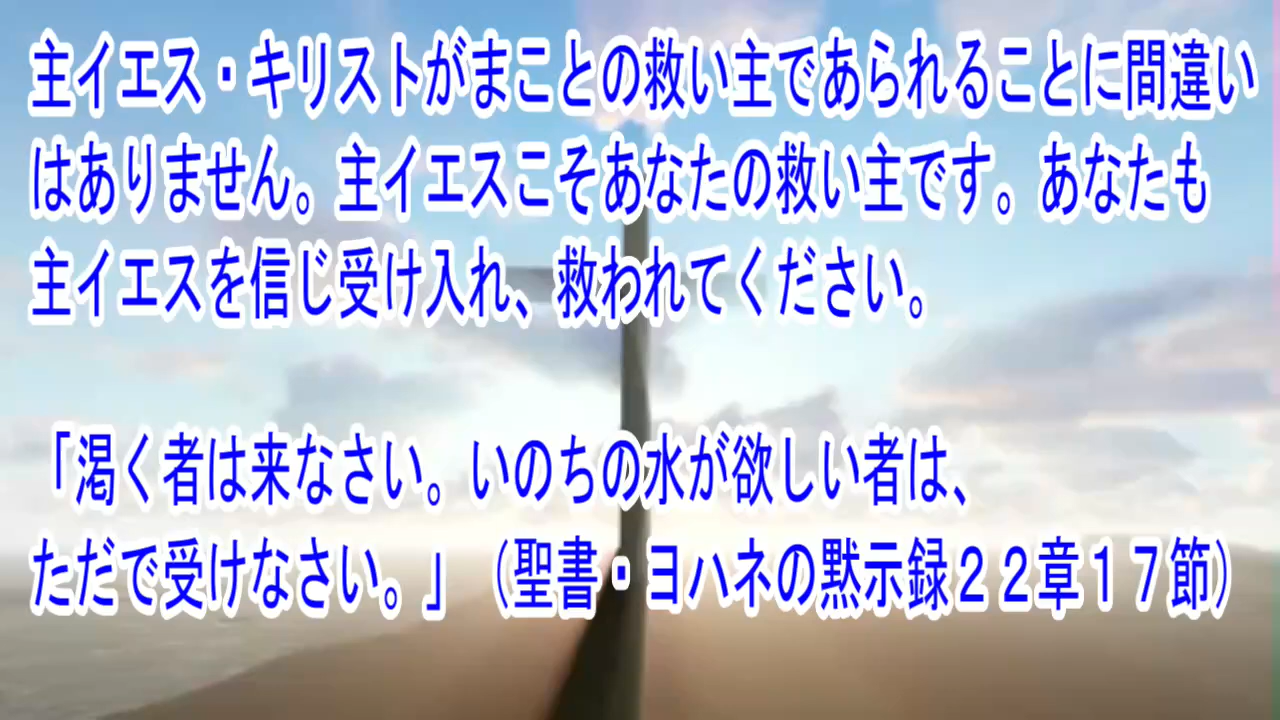 主イエス・キリストがまことの救い主であられることに間違い
はありません。主イエスこそあなたの救い主です。あなたも
主イエスを信じ受け入れ、救われてください。
「渇く者は来なさい。いのちの水が欲しい者は、
ただで受けなさい。」（聖書・ヨハネの黙示録２２章１７節）